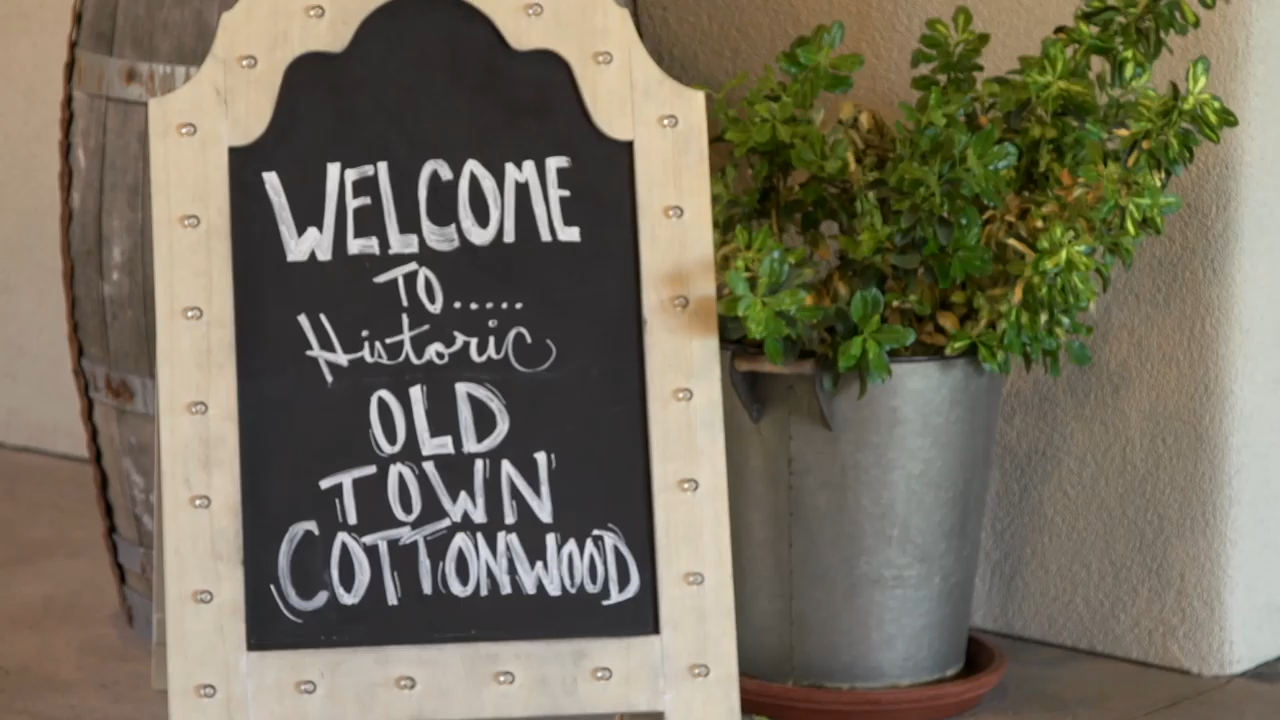 WELCOME
TO.....
Historic
OLD
TOWN
COTTONWOOD